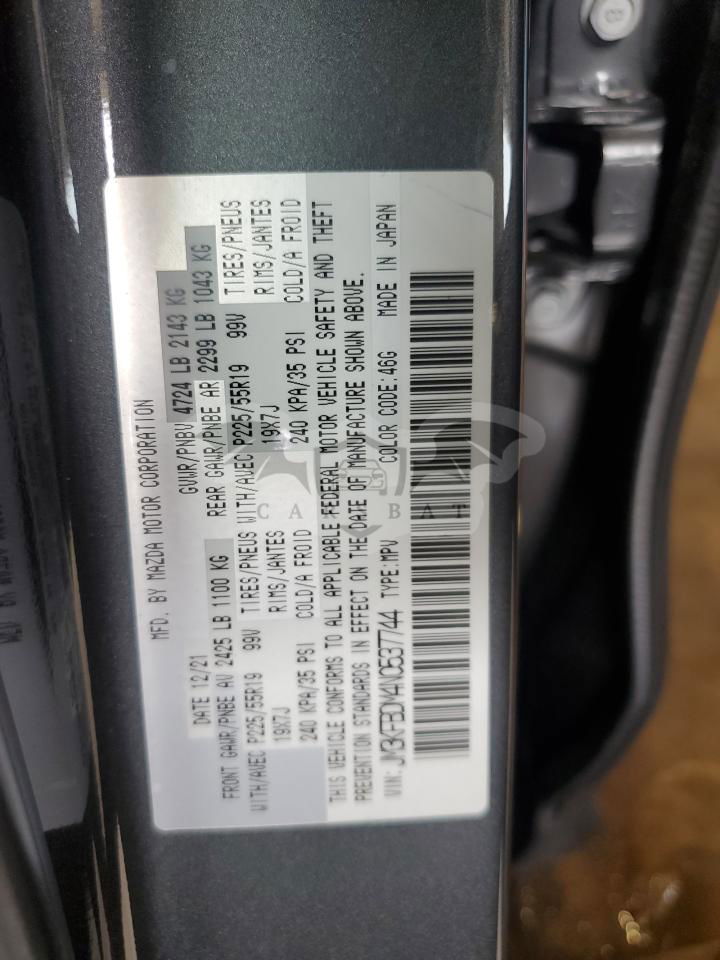 MFD. BY MAZDA MOTOR CORPORATION
DATE 12/21 GVWR/PNBV 4724 LB 2143 KG
FRONT GAWR/PNBE AV 2425 LB 1100 KG REAR GAWR/PNBE AR 2299 LB 1043 KG
WITH/AVEC P225/55R19 99V TIRES/PNEUS WITH/AVEC P225/55R19 99V TIRES/PNEUS
19X7J RIMS/JANTES 19X7J RIMS/JANTES
240 KPA/35 PSI COLD/A FROID 240 KPA/35 PSI COLD/A FROID
THIS VEHICLE CONFORMS TO ALL APPLICABLE FEDERAL MOTOR VEHICLE SAFETY AND THEFT
PREVENTION STANDARDS IN EFFECT ON THE DATE OF MANUFACTURE SHOWN ABOVE.
VIN: JM3KFBDM4N0537744 TYPE:MPV COLOR CODE:46G MADE IN JAPAN
CAR BAT